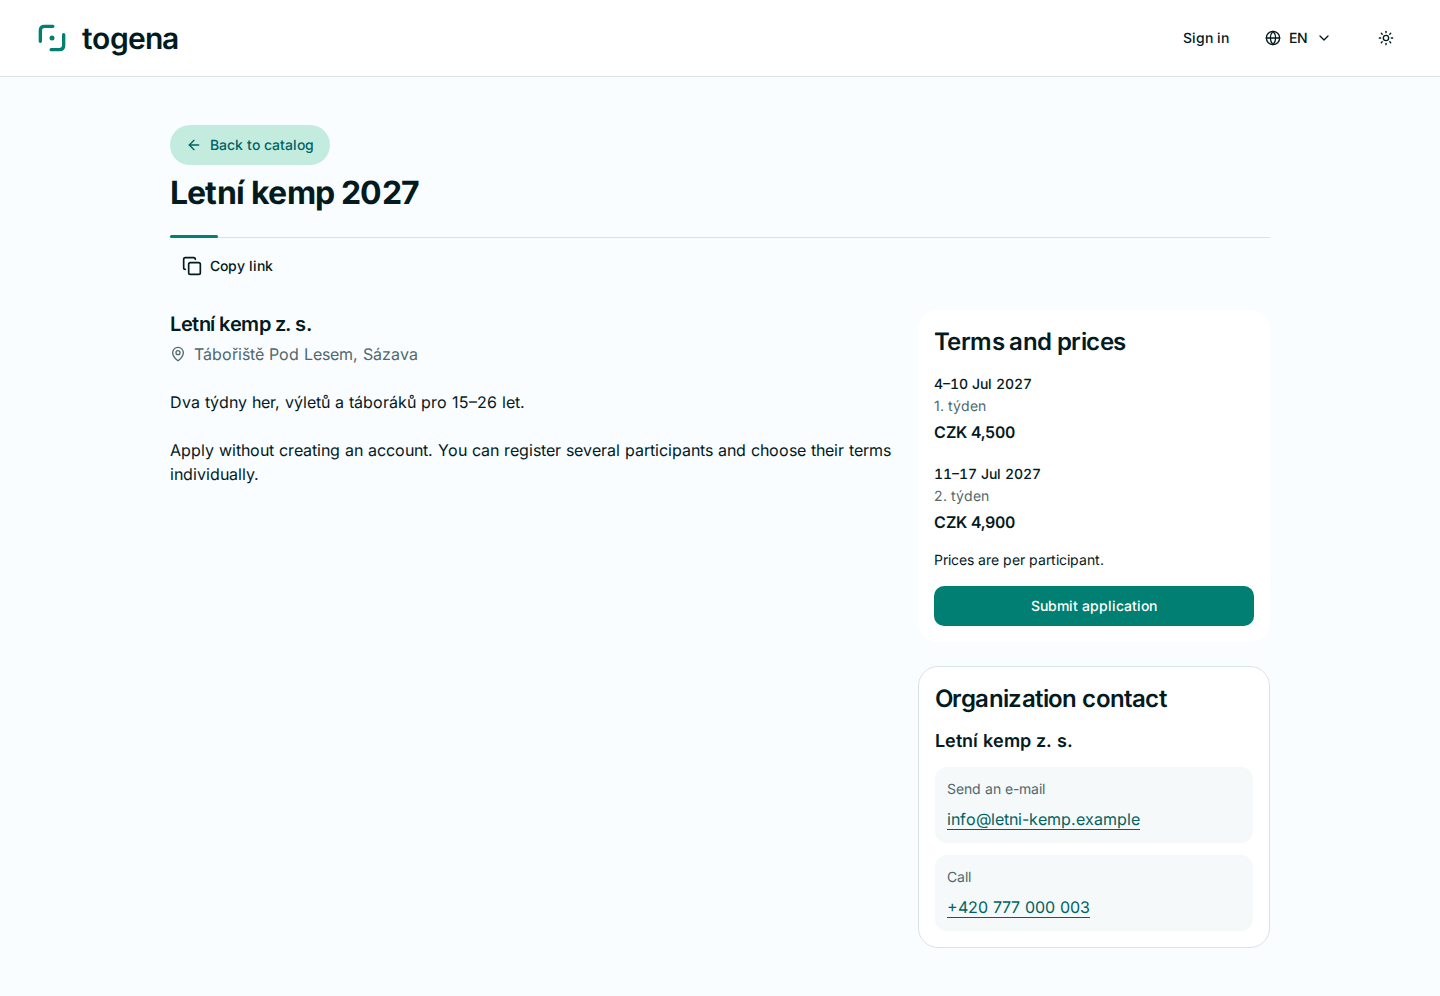 togena
Sign in
EN
Back to catalog
Letní kemp 2027
Copy link
Letní kemp z. s.
Tábořiště Pod Lesem, Sázava
Dva týdny her, výletů a táboráků pro 15–26 let.
Apply without creating an account. You can register several participants and choose their terms
individually.
Terms and prices
4–10 Jul 2027
1. týden
CZK 4,500
11–17 Jul 2027
2. týden
CZK 4,900
Prices are per participant.
Submit application
Organization contact
Letní kemp z. s.
Send an e-mail
info@letni-kemp.example
Call
+420 777 000 003